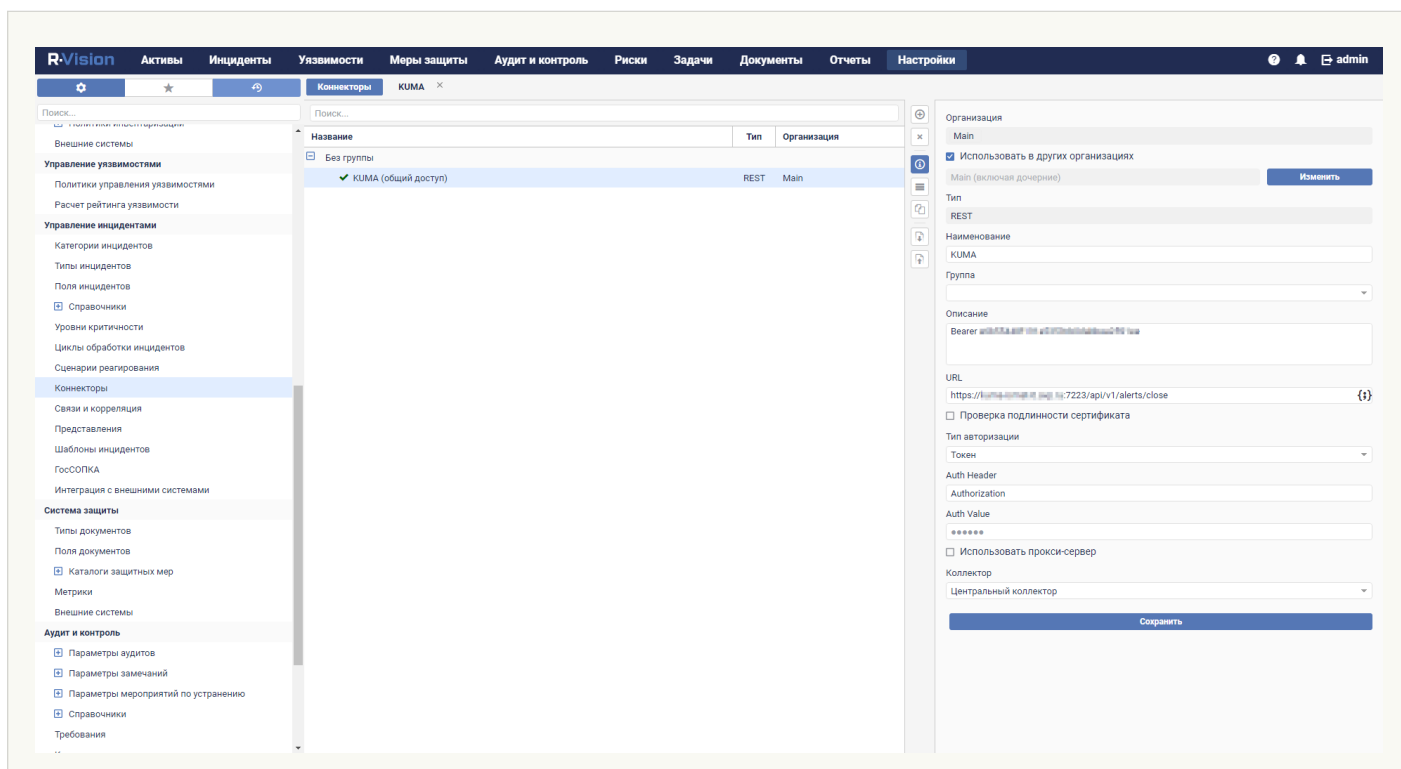 R·Vision Активы Инциденты Уязвимости Меры защиты Аудит и контроль Риски Задачи Документы Отчеты Настройки admin
Коннекторы KUMA
Поиск...
Внешние системы
Управление уязвимостями
Политики управления уязвимостями
Расчет рейтинга уязвимости
Управление инцидентами
Категории инцидентов
Типы инцидентов
Поля инцидентов
Справочники
Уровни критичности
Циклы обработки инцидентов
Сценарии реагирования
Коннекторы
Связи и корреляция
Представления
Шаблоны инцидентов
ГосСОПКА
Интеграция с внешними системами
Система защиты
Типы документов
Поля документов
Каталоги защитных мер
Метрики
Внешние системы
Аудит и контроль
Параметры аудитов
Параметры замечаний
Параметры мероприятий по устранению
Справочники
Требования
Поиск...
Название Тип Организация
Без группы
KUMA (общий доступ) REST Main
Организация
Main
Использовать в других организациях
Main (включая дочерние) Изменить
Тип
REST
Наименование
KUMA
Группа
Описание
Bearer
URL
https:// :7223/api/v1/alerts/close
Проверка подлинности сертификата
Тип авторизации
Токен
Auth Header
Authorization
Auth Value
Использовать прокси-сервер
Коллектор
Центральный коллектор
Сохранить